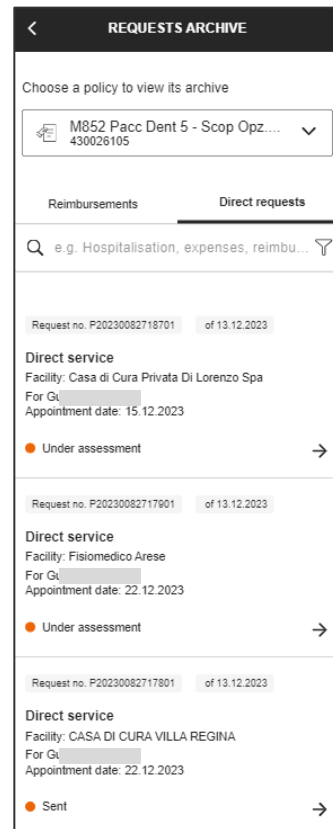 REQUESTS ARCHIVE
Choose a policy to view its archive
M852 Pacc Dent 5 - Scop Opz....
430026105
Reimbursements
Direct requests
e.g. Hospitalisation, expenses, reimbu...
Request no. P20230082718701 of 13.12.2023
Direct service
Facility: Casa di Cura Privata Di Lorenzo Spa
For Gu
Appointment date: 15.12.2023
Under assessment
Request no. P20230082717901 of 13.12.2023
Direct service
Facility: Fisiomedico Arese
For Gu
Appointment date: 22.12.2023
Under assessment
Request no. P20230082717801 of 13.12.2023
Direct service
Facility: CASA DI CURA VILLA REGINA
For Gu
Appointment date: 22.12.2023
Sent